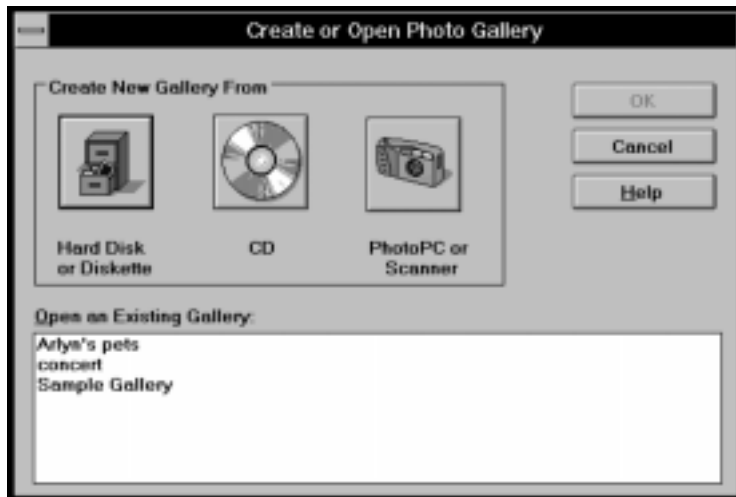 Create or Open Photo Gallery
Create New Gallery From
OK
Cancel
Help
Hard Disk
or Diskette
CD
PhotoPC or
Scanner
Open an Existing Gallery:
Arlyn's pets
concert
Sample Gallery